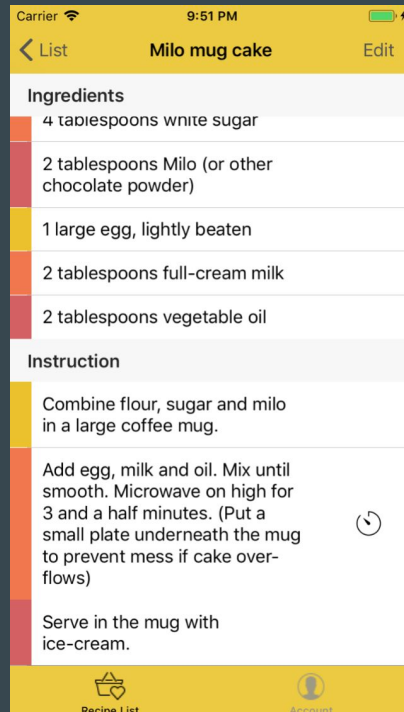 Carrier 9:51 PM
List Milo mug cake Edit
Ingredients
4 tablespoons white sugar
2 tablespoons Milo (or other
chocolate powder)
1 large egg, lightly beaten
2 tablespoons full-cream milk
2 tablespoons vegetable oil
Instruction
Combine flour, sugar and milo
in a large coffee mug.
Add egg, milk and oil. Mix until
smooth. Microwave on high for
3 and a half minutes. (Put a
small plate underneath the mug
to prevent mess if cake over-
flows)
Serve in the mug with
ice-cream.
Recipe List Account